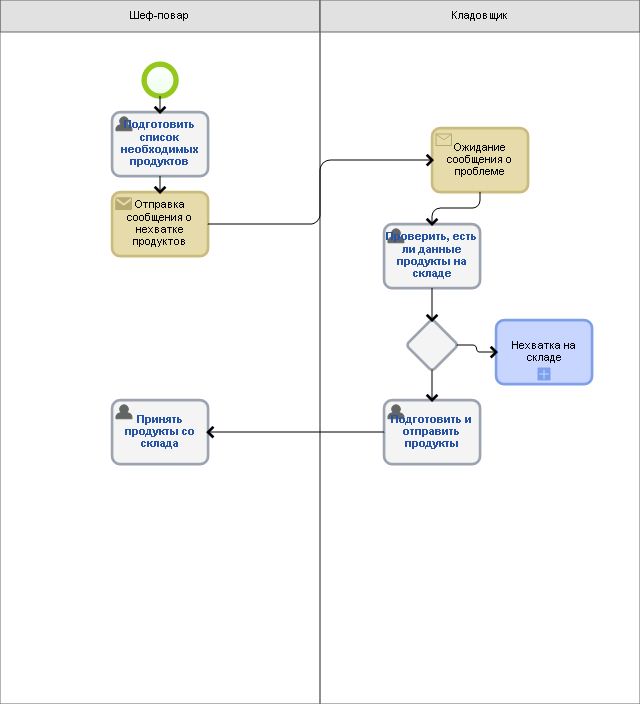 Шеф-повар
Кладовщик
Подготовить
список
необходимых
продуктов
Отправка
сообщения о
нехватке
продуктов
Ожидание
сообщения о
проблеме
Проверить, есть
ли данные
продукты на
складе
Нехватка на
складе
Подготовить и
отправить
продукты
Принять
продукты со
склада